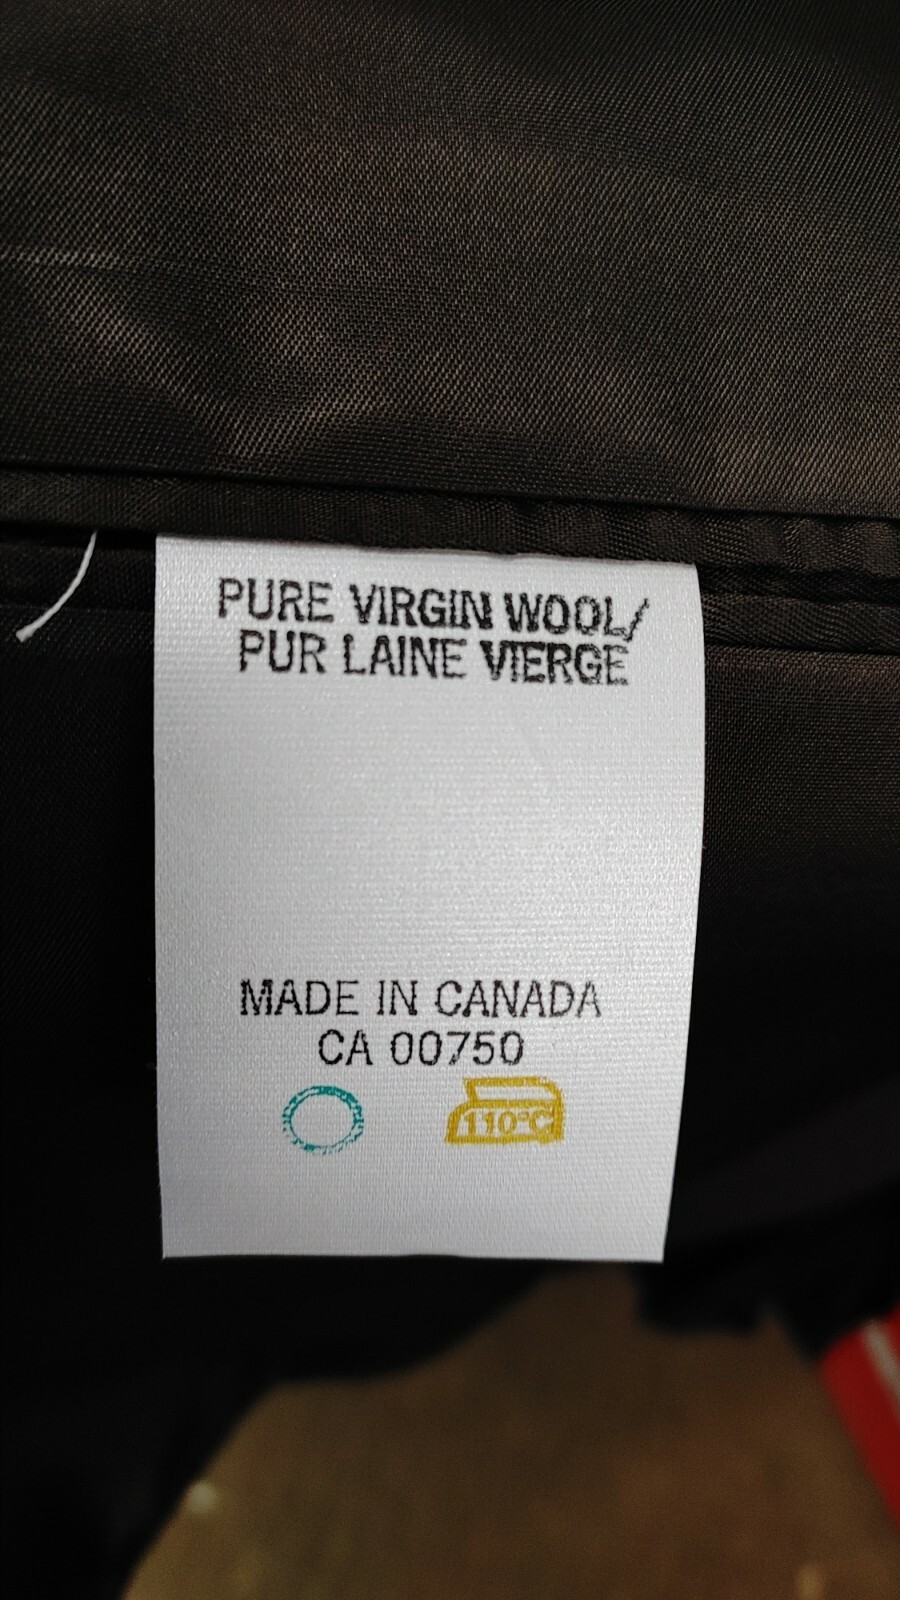 PURE VIRGIN WOOL/
PUR LAINE VIERGE
MADE IN CANADA
CA 00750
110°C